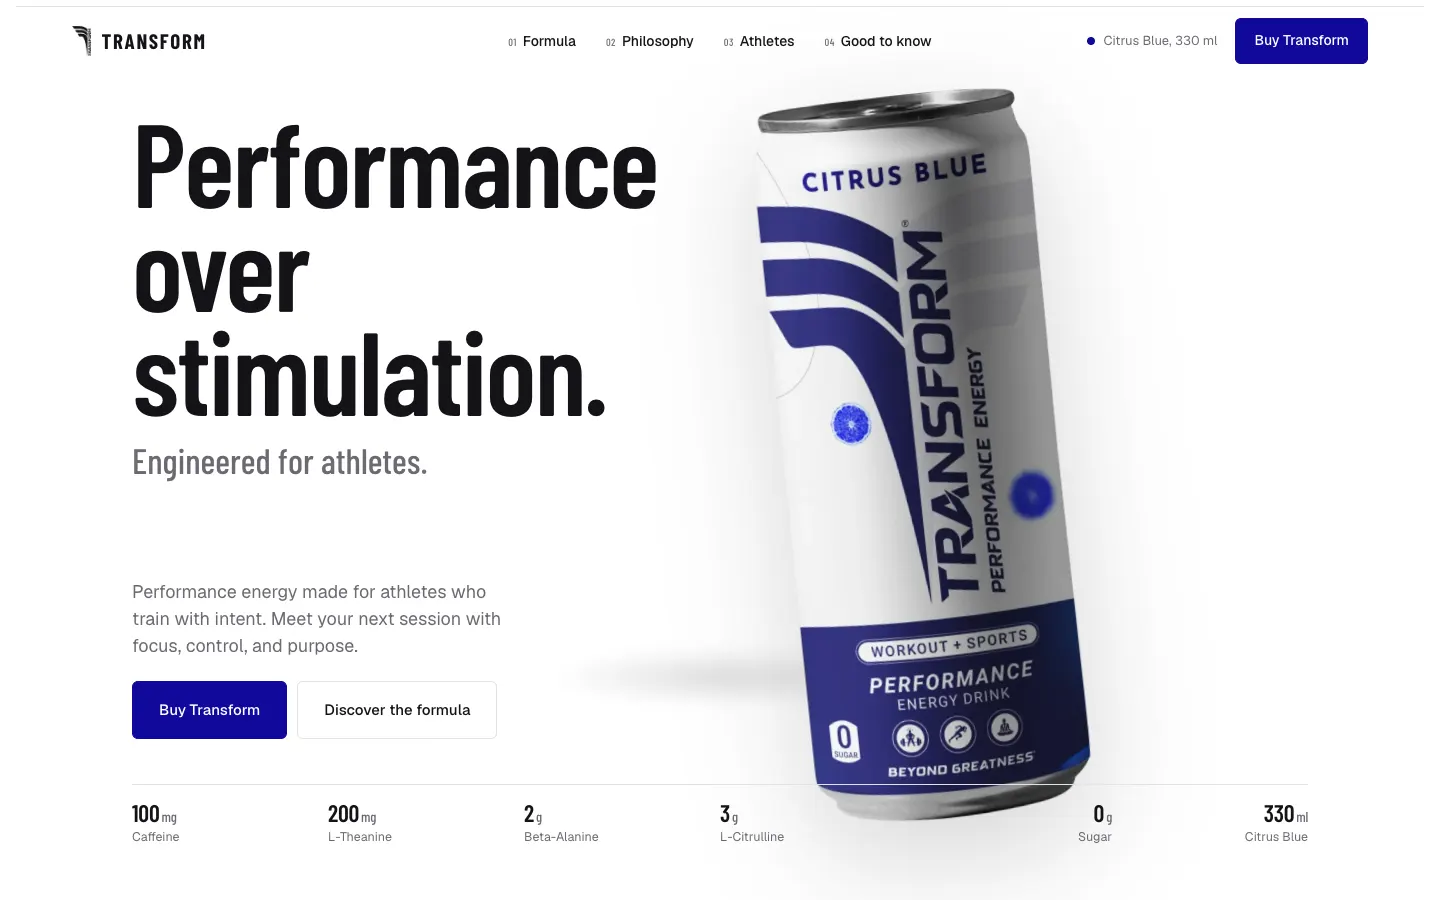 TRANSFORM
01 Formula
02 Philosophy
03 Athletes
04 Good to know
Citrus Blue, 330 ml
Buy Transform
Performance
over
stimulation.
Engineered for athletes.
Performance energy made for athletes who
train with intent. Meet your next session with
focus, control, and purpose.
Buy Transform
Discover the formula
CITRUS BLUE
TRANSFORM®
PERFORMANCE ENERGY
WORKOUT + SPORTS
PERFORMANCE
ENERGY DRINK
0
SUGAR
BEYOND GREATNESS
100 mg
Caffeine
200 mg
L-Theanine
2 g
Beta-Alanine
3 g
L-Citrulline
0 g
Sugar
330 ml
Citrus Blue